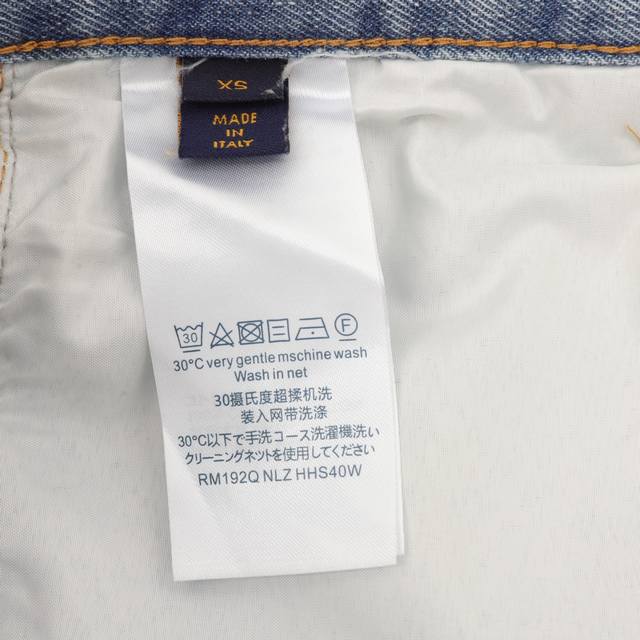 XS
MADE
IN
ITALY
30
F
30°C very gentle mschine wash
Wash in net
30摄氏度超揉机洗
装入网带洗涤
30°C以下で手洗コース洗濯機洗い
クリーニングネットを使用してください
RM192Q NLZ HHS40W